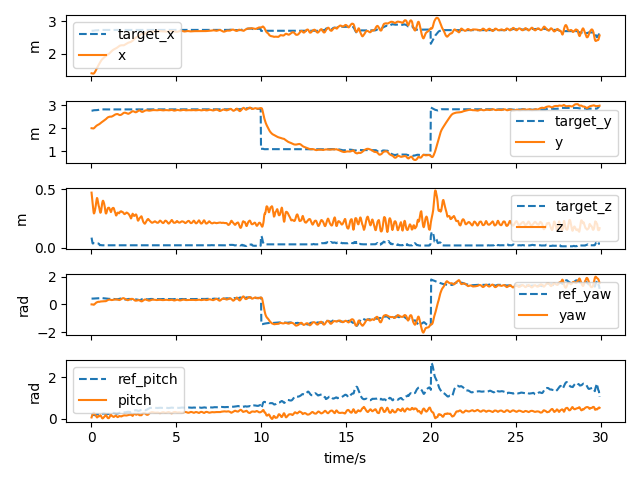 3
2
m
target_x
x
3
2
1
m
target_y
y
0.5
0.0
m
target_z
z
2
0
−2
rad
ref_yaw
yaw
2
0
rad
ref_pitch
pitch
0 5 10 15 20 25 30
time/s